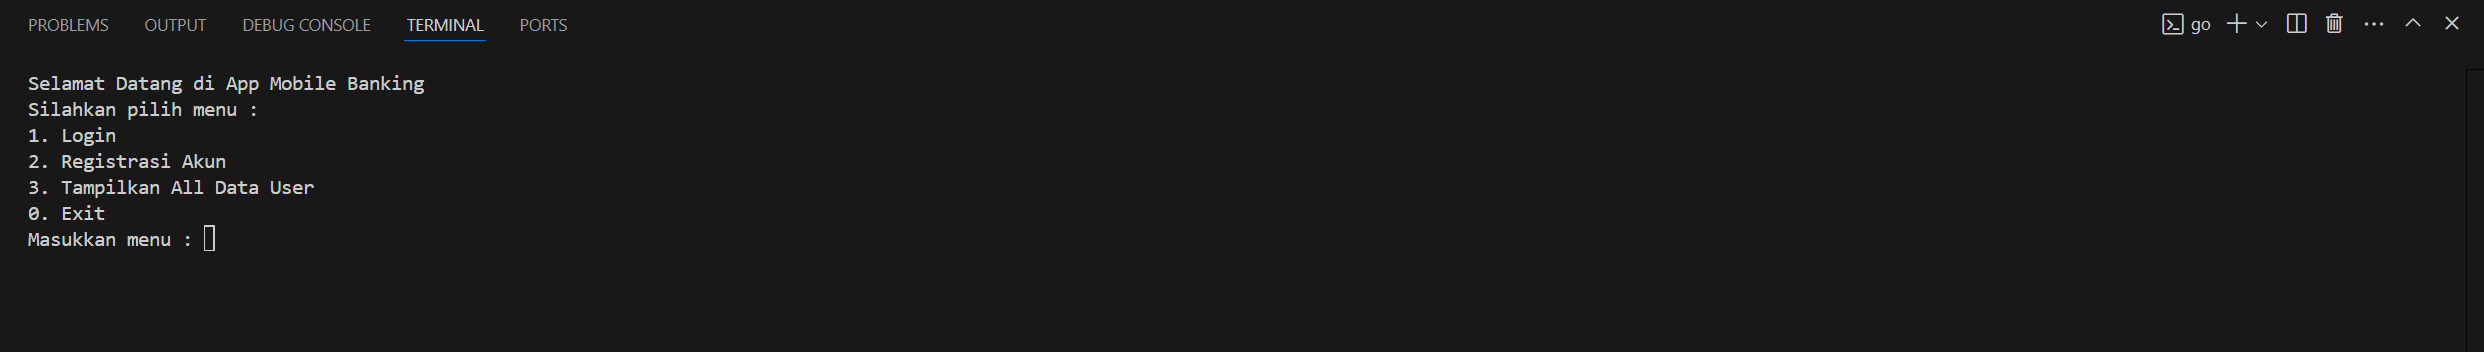 PROBLEMS OUTPUT DEBUG CONSOLE TERMINAL PORTS go
Selamat Datang di App Mobile Banking
Silahkan pilih menu :
1. Login
2. Registrasi Akun
3. Tampilkan All Data User
0. Exit
Masukkan menu :